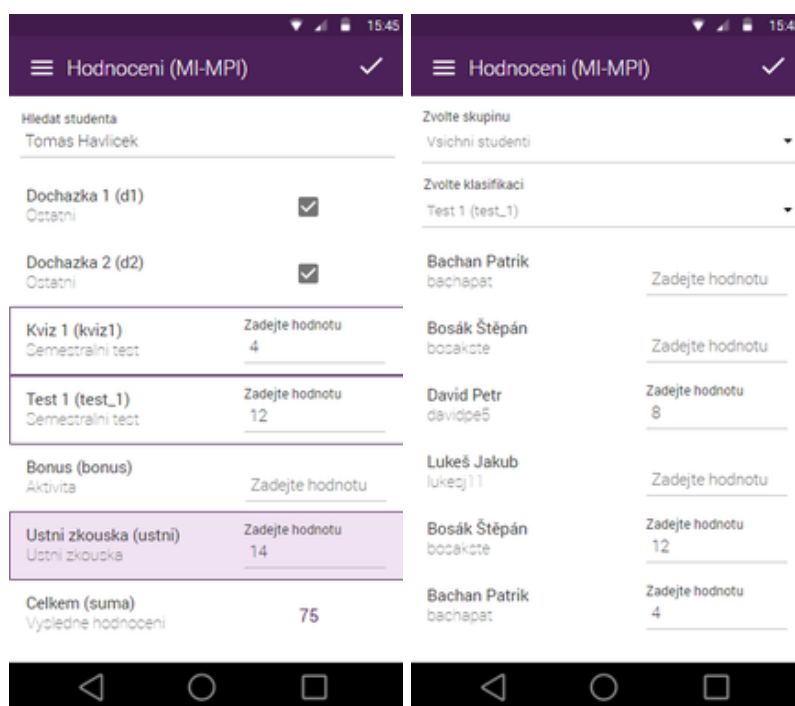 15:45
Hodnoceni (MI-MPI)
Hledat studenta
Tomas Havlicek
Dochazka 1 (d1)
Ostatni
Dochazka 2 (d2)
Ostatni
Kviz 1 (kviz1)
Semestralni test
Zadejte hodnotu
4
Test 1 (test_1)
Semestralni test
Zadejte hodnotu
12
Bonus (bonus)
Aktivita
Zadejte hodnotu
Ustni zkouska (ustni)
Ustni zkouska
Zadejte hodnotu
14
Celkem (suma)
Vysledne hodnoceni
75
15:4
Hodnoceni (MI-MPI)
Zvolte skupinu
Vsichni studenti
Zvolte klasifikaci
Test 1 (test_1)
Bachan Patrik
bachapat
Zadejte hodnotu
Bosák Štěpán
bosakste
Zadejte hodnotu
David Petr
davidpe5
Zadejte hodnotu
8
Lukeš Jakub
lukesj11
Zadejte hodnotu
Bosák Štěpán
bosakste
Zadejte hodnotu
12
Bachan Patrik
bachapat
Zadejte hodnotu
4